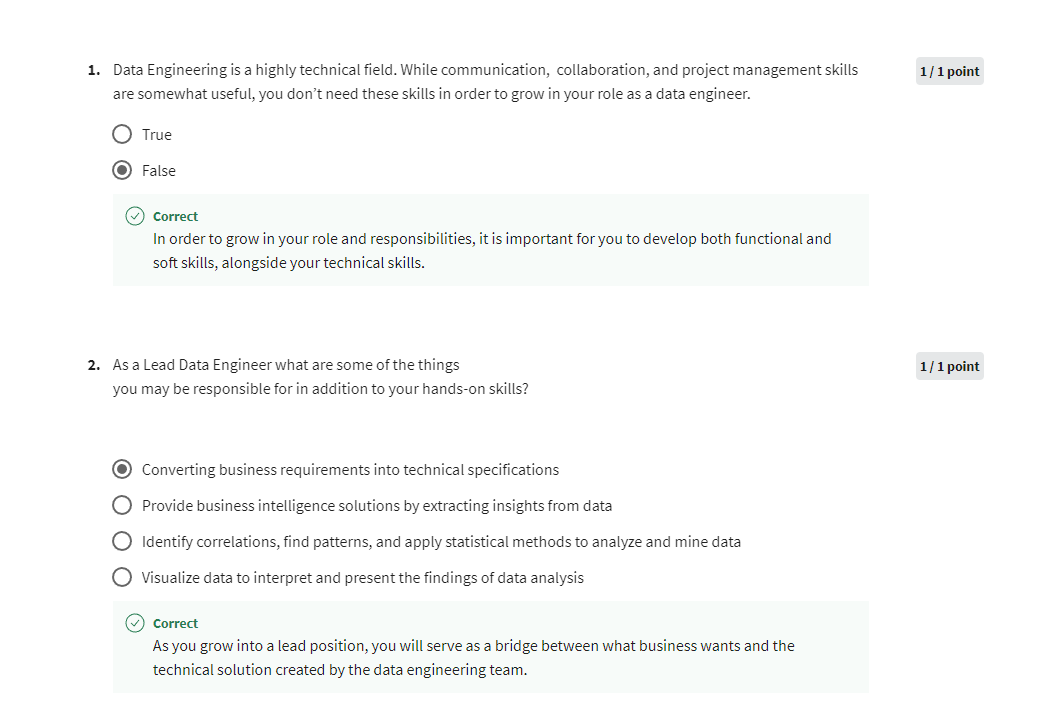 1. Data Engineering is a highly technical field. While communication, collaboration, and project management skills
are somewhat useful, you don't need these skills in order to grow in your role as a data engineer.
1 / 1 point
True
False
Correct
In order to grow in your role and responsibilities, it is important for you to develop both functional and
soft skills, alongside your technical skills.
2. As a Lead Data Engineer what are some of the things
you may be responsible for in addition to your hands-on skills?
1 / 1 point
Converting business requirements into technical specifications
Provide business intelligence solutions by extracting insights from data
Identify correlations, find patterns, and apply statistical methods to analyze and mine data
Visualize data to interpret and present the findings of data analysis
Correct
As you grow into a lead position, you will serve as a bridge between what business wants and the
technical solution created by the data engineering team.